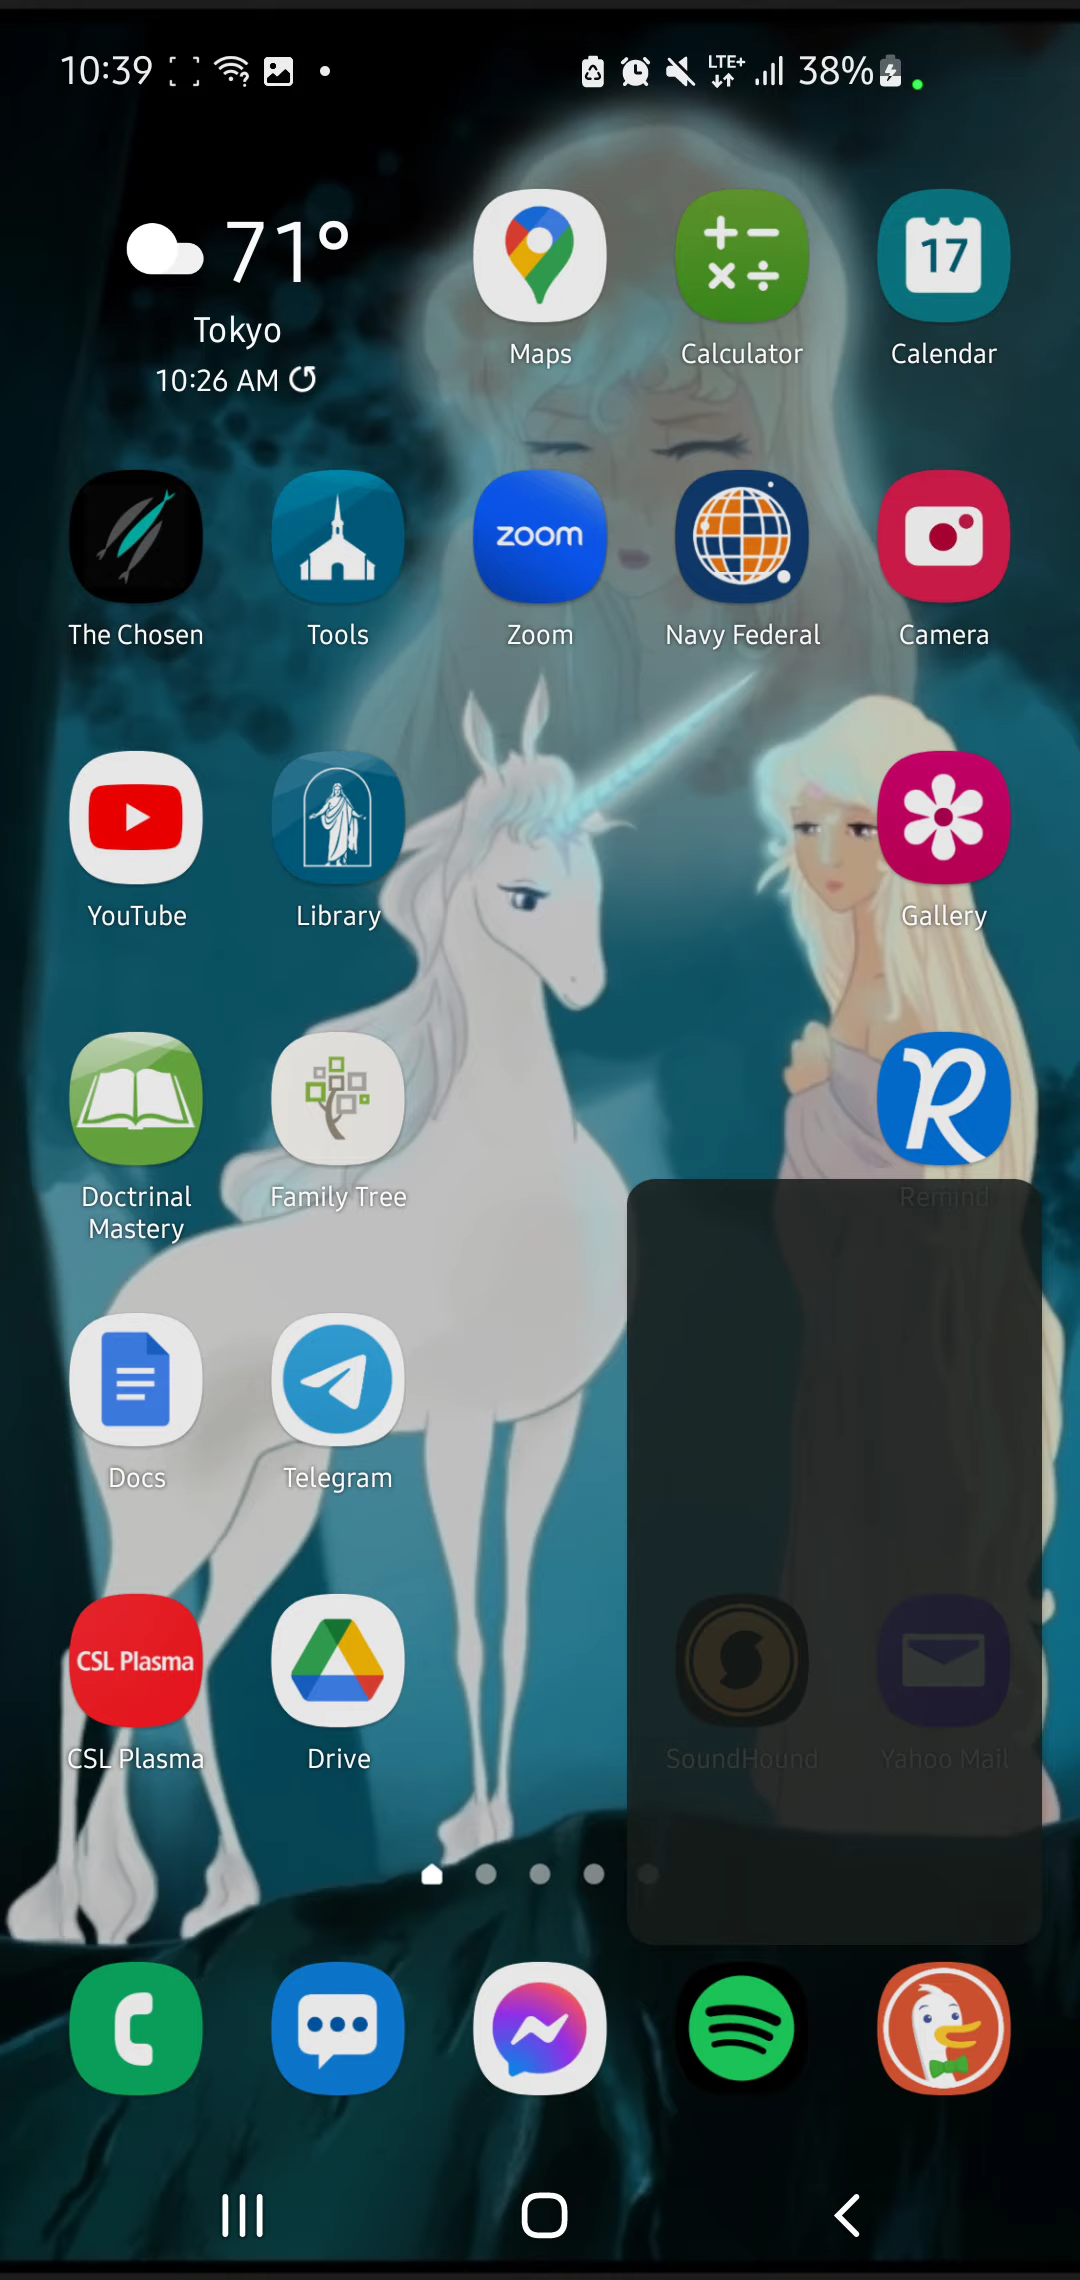 10:39
LTE+
38%
71°
Tokyo
10:26 AM
17
Maps
Calculator
Calendar
zoom
The Chosen
Tools
Zoom
Navy Federal
Camera
YouTube
Library
Gallery
R
Doctrinal
Mastery
Family Tree
Remind
Docs
Telegram
CSL Plasma
CSL Plasma
Drive
SoundHound
Yahoo Mail